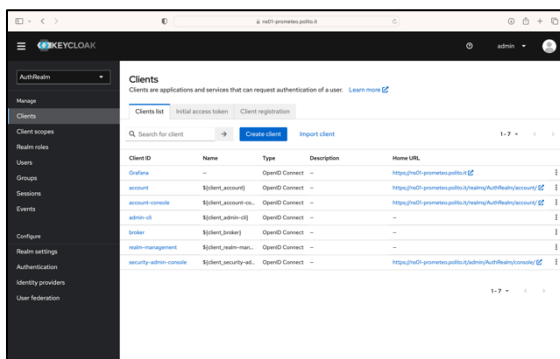 ns01-prometeo.polito.it
KEYCLOAK
admin
AuthRealm
Manage
Clients
Client scopes
Realm roles
Users
Groups
Sessions
Events
Configure
Realm settings
Authentication
Identity providers
User federation
Clients
Clients are applications and services that can request authentication of a user. Learn more
Clients list Initial access token Client registration
Search for client Create client Import client 1-7
Client ID Name Type Description Home URL
Grafana – OpenID Connect – https://ns01-prometeo.polito.it
account ${client_account} OpenID Connect – https://ns01-prometeo.polito.it/realms/AuthRealm/account/
account-console ${client_account-co... OpenID Connect – https://ns01-prometeo.polito.it/realms/AuthRealm/account/
admin-cli ${client_admin-cli} OpenID Connect – –
broker ${client_broker} OpenID Connect – –
realm-management ${client_realm-man... OpenID Connect – –
security-admin-console ${client_security-ad... OpenID Connect – https://ns01-prometeo.polito.it/admin/AuthRealm/console/
1-7